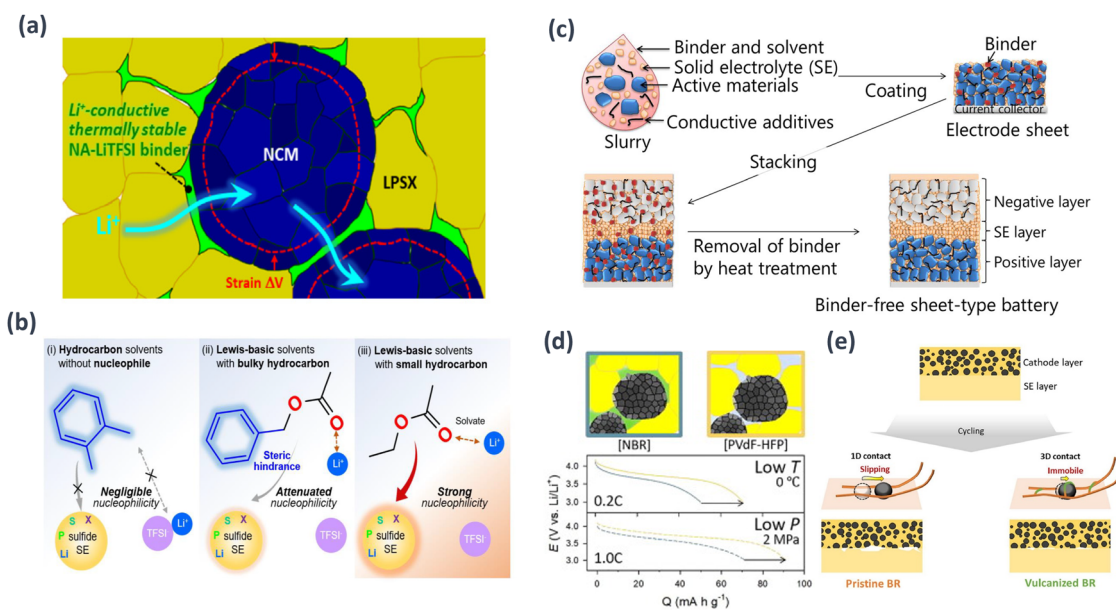 (a)
Li⁺-conductive
thermally stable
NA-LiTFSI binder
NCM
LPSX
Li⁺
Strain ΔV
(b)
(i) Hydrocarbon solvents
without nucleophile
Negligible
nucleophilicity
S X
P sulfide
Li SE
Li⁺
TFSI
(ii) Lewis-basic solvents
with bulky hydrocarbon
O
O
Steric
hindrance
Li⁺
Attenuated
nucleophilicity
S X
P sulfide
Li SE
TFSI⁻
(iii) Lewis-basic solvents
with small hydrocarbon
O
O
Solvate
Li⁺
Strong
nucleophilicity
S X
P sulfide
Li SE
TFSI⁻
(c)
Binder and solvent
Solid electrolyte (SE)
Active materials
Conductive additives
Slurry
Coating
Binder
Current collector
Electrode sheet
Stacking
Removal of binder
by heat treatment
Negative layer
SE layer
Positive layer
Binder-free sheet-type battery
(d)
[NBR]
[PVdF-HFP]
E (V vs. Li/Li⁺)
4.0
3.5
3.0
0.2C
Low T
0 °C
4.0
3.5
3.0
1.0C
Low P
2 MPa
0 20 40 60 80 100
Q (mA h g⁻¹)
(e)
Cathode layer
SE layer
Cycling
1D contact
Slipping
Pristine BR
3D contact
Immobile
Vulcanized BR